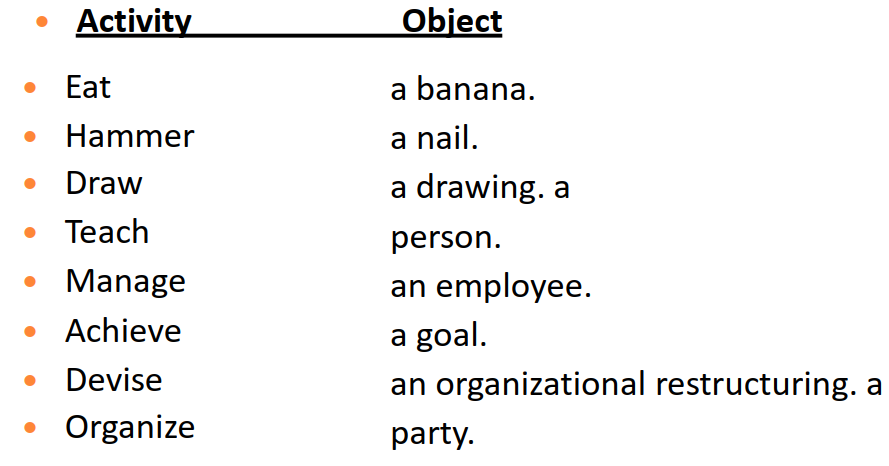 • Activity Object
• Eat a banana.
• Hammer a nail.
• Draw a drawing. a
• Teach person.
• Manage an employee.
• Achieve a goal.
• Devise an organizational restructuring. a
• Organize party.